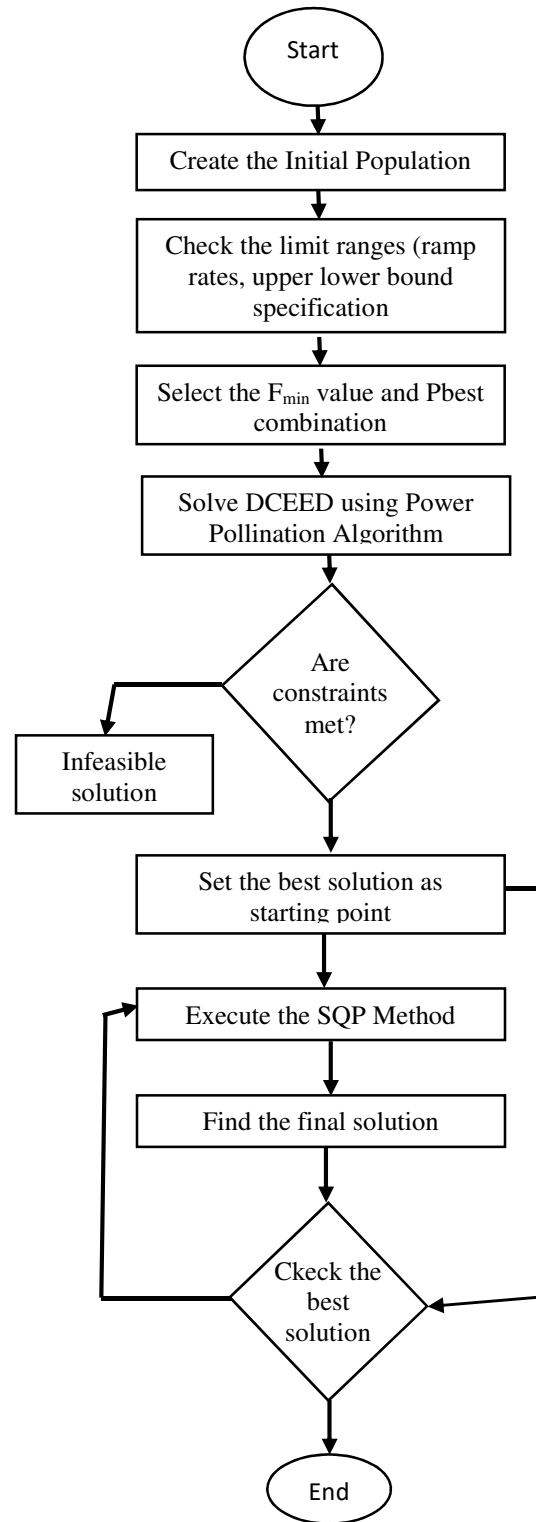 Start
Create the Initial Population
Check the limit ranges (ramp
rates, upper lower bound
specification
Select the Fmin value and Pbest
combination
Solve DCEED using Power
Pollination Algorithm
Are
constraints
met?
Infeasible
solution
Set the best solution as
starting point
Execute the SQP Method
Find the final solution
Ckeck the
best
solution
End